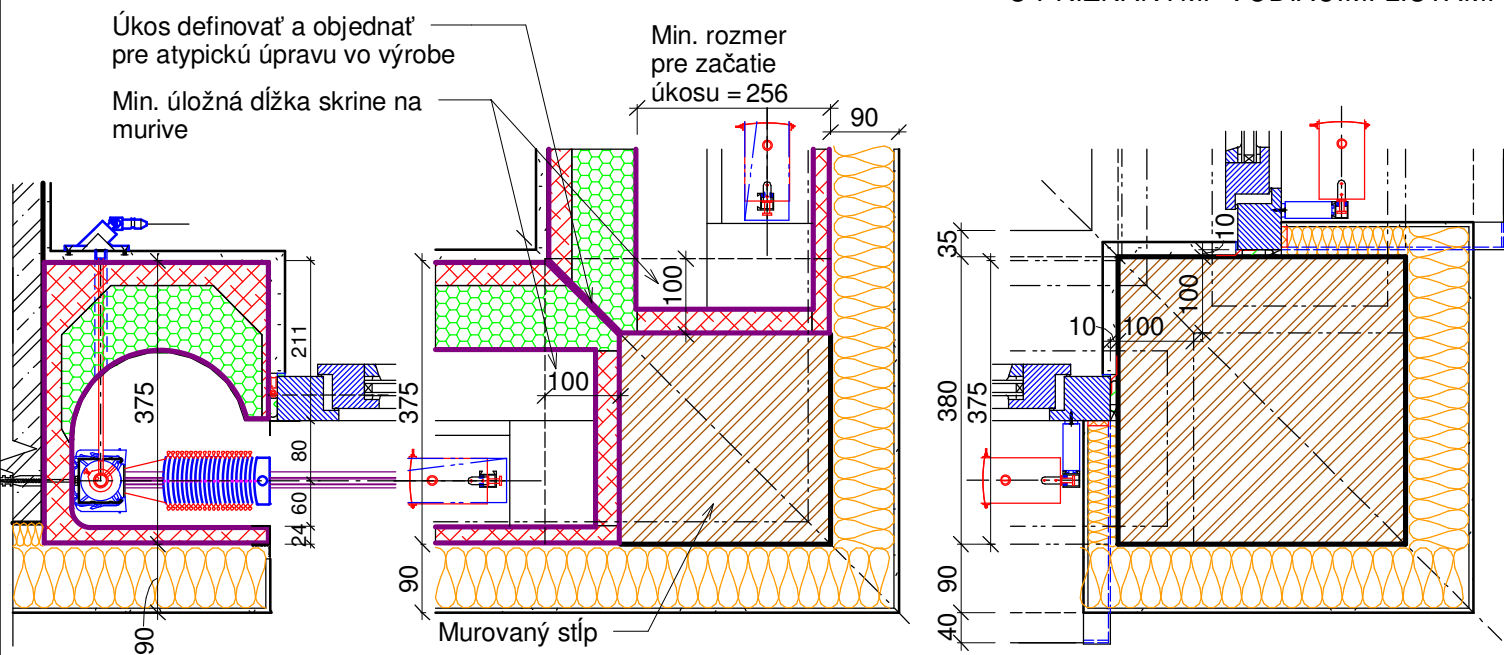 Úkos definovať a objednať
pre atypickú úpravu vo výrobe
Min. úložná dĺžka skrine na
murive
Min. rozmer
pre začatie
úkosu = 256
90
211
375
80
60
24
90
375
90
100
100
Murovaný stĺp
35
380
375
90
40
10
100
10
100